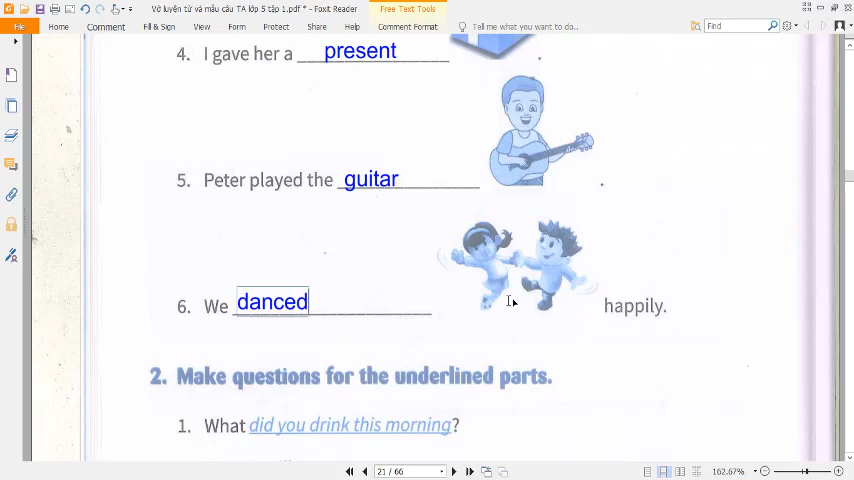 Vở luyện từ và mẫu câu TA lớp 5 tập 1.pdf * - Foxit Reader
Free Text Tools
File
Home
Comment
Fill & Sign
View
Form
Protect
Share
Help
Comment Format
Tell me what you want to do..
Find
4. I gave her a present.
5. Peter played the guitar.
6. We danced happily.
2. Make questions for the underlined parts.
1. What did you drink this morning?
21 / 66
162.67%